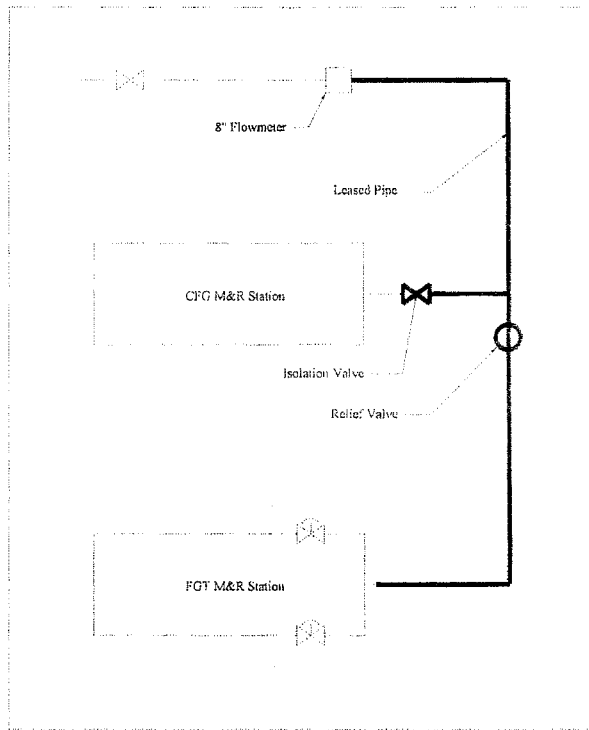 8" Flowmeter
Leased Pipe
CFG M&R Station
Isolation Valve
Relief Valve
FGT M&R Station